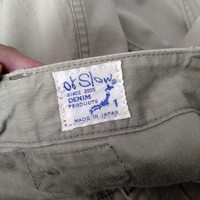 orSlow
SINCE 2005
DENIM
PRODUCTS
1
MADE IN JAPAN